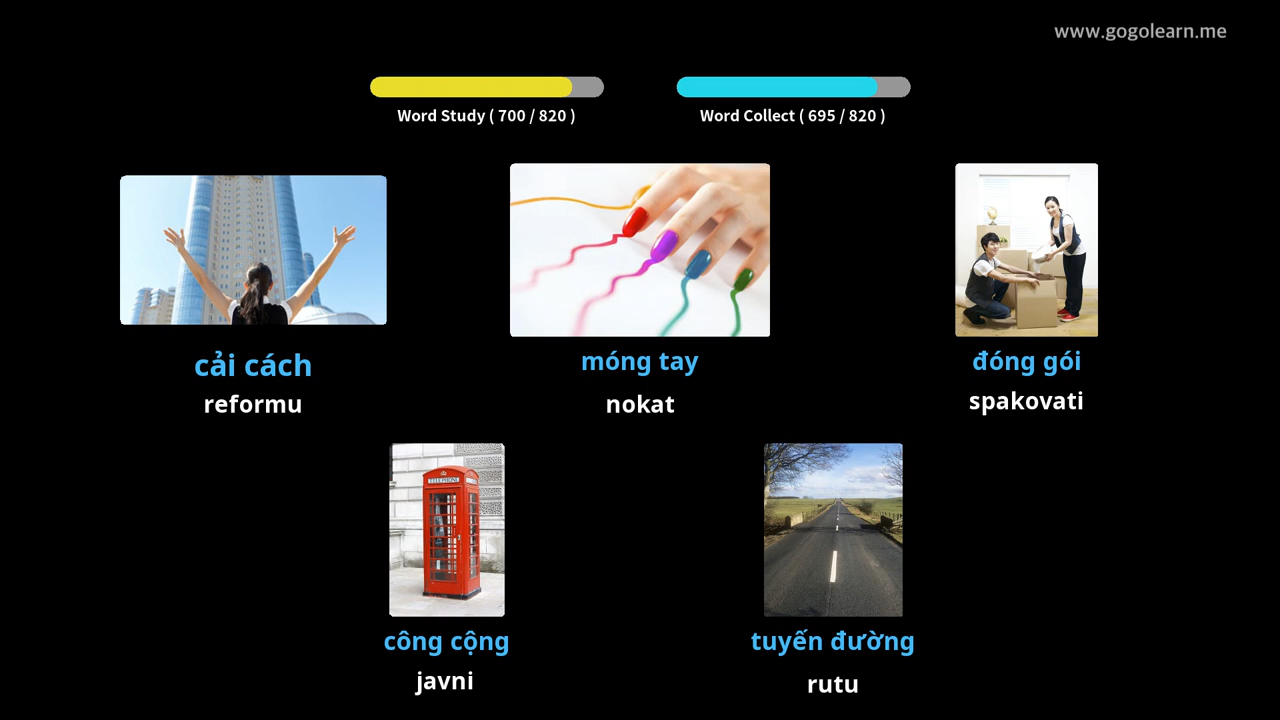 www.gogolearn.me
Word Study ( 700 / 820 )
Word Collect ( 695 / 820 )
cải cách
reformu
móng tay
nokat
đóng gói
spakovati
TELEPHONE
công cộng
javni
tuyến đường
rutu